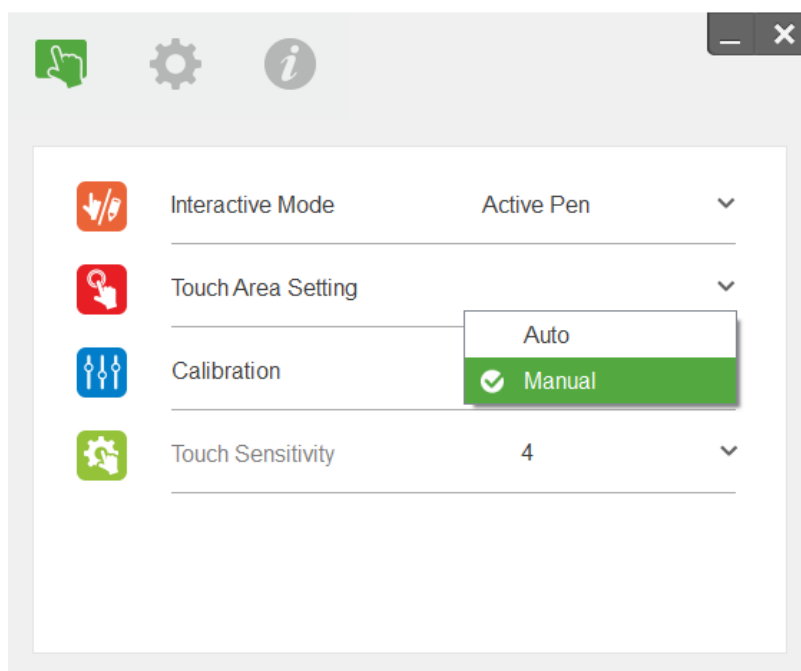 Interactive Mode Active Pen
Touch Area Setting
Auto
Calibration
Manual
Touch Sensitivity 4